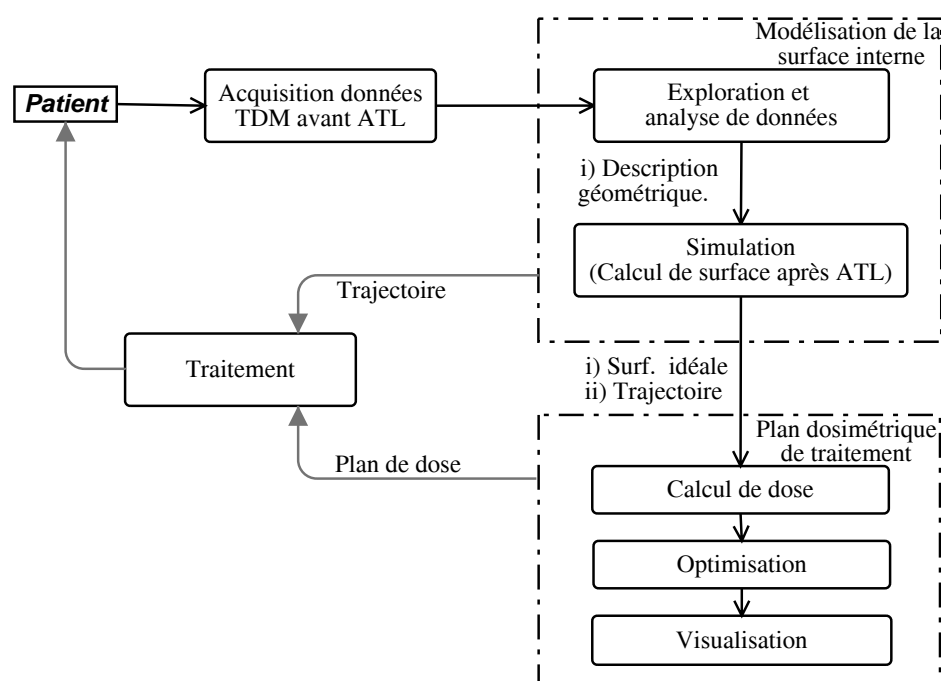 Modélisation de la
surface interne
Patient
Acquisition données
TDM avant ATL
Exploration et
analyse de données
i) Description
géométrique.
Simulation
(Calcul de surface après ATL)
Trajectoire
Traitement
i) Surf. idéale
ii) Trajectoire
Plan dosimétrique
de traitement
Plan de dose
Calcul de dose
Optimisation
Visualisation